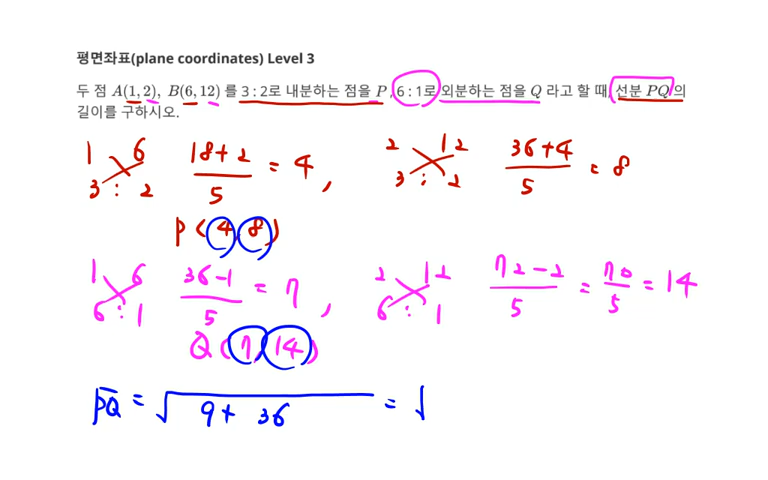 평면좌표(plane coordinates) Level 3
두 점 A(1,2), B(6,12) 를 3 : 2로 내분하는 점을 P, 6 : 1로 외분하는 점을 Q 라고 할 때, 선분 PQ의
길이를 구하시오.
1 6 18+2/5 = 4, 2 12 36+4/5 = 8
3 : 2 3 : 2
P(4, 8)
1 6 36-1/5 = 7, 2 12 72-2/5 = 70/5 = 14
6 : 1 6 : 1
Q(7, 14)
PQ = √9+ 36 = √